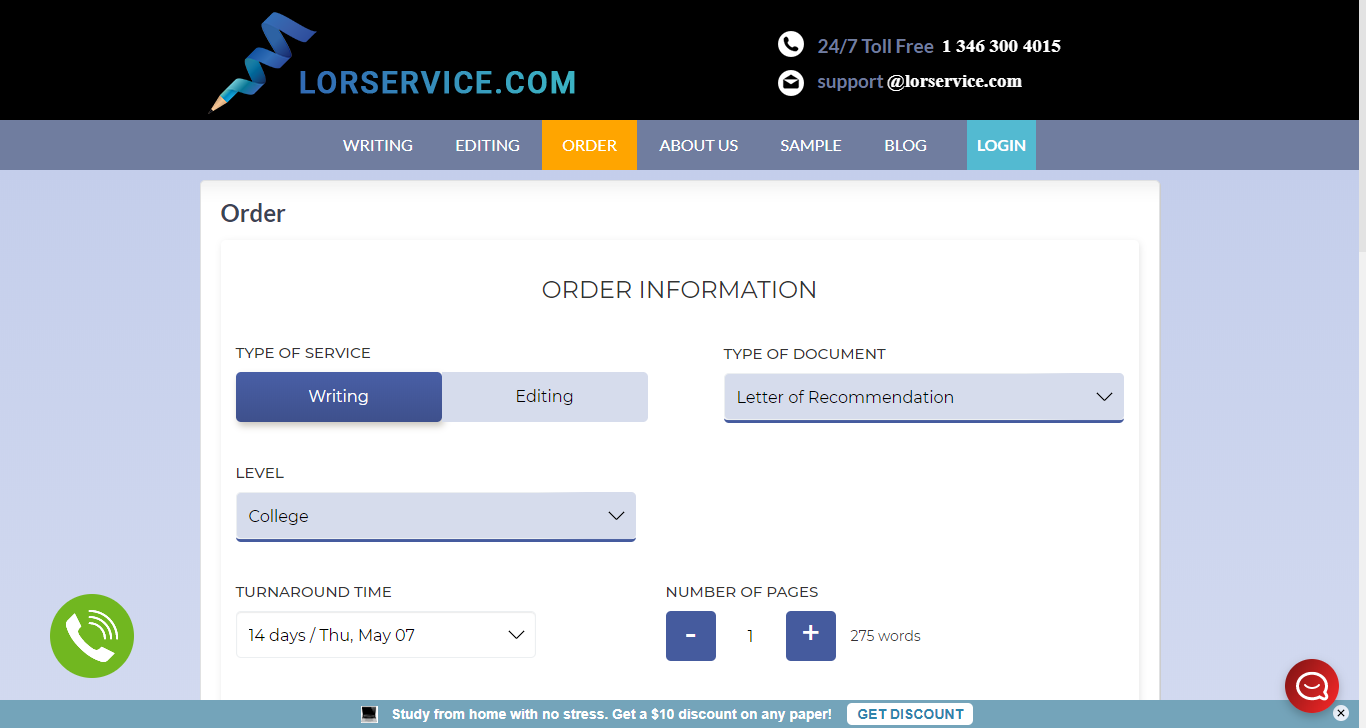 LORSERVICE.COM
24/7 Toll Free 1 346 300 4015
support @lorservice.com
WRITING EDITING ORDER ABOUT US SAMPLE BLOG LOGIN
Order
ORDER INFORMATION
TYPE OF SERVICE
Writing Editing
TYPE OF DOCUMENT
Letter of Recommendation
LEVEL
College
TURNAROUND TIME
14 days / Thu, May 07
NUMBER OF PAGES
- 1 + 275 words
Study from home with no stress. Get a $10 discount on any paper! GET DISCOUNT